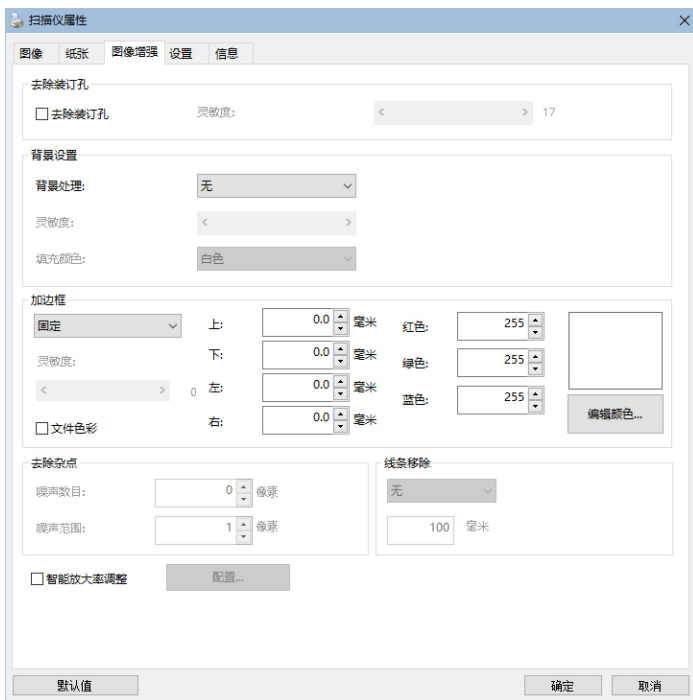 扫描仪属性
图像 纸张 图像增强 设置 信息
去除装订孔
去除装订孔 灵敏度: 17
背景设置
背景处理: 无
灵敏度:
填充颜色: 白色
加边框
固定 上: 0.0 毫米 红色: 255
灵敏度: 下: 0.0 毫米 绿色: 255
0 左: 0.0 毫米 蓝色: 255
文件色彩 右: 0.0 毫米 编辑颜色...
去除杂点 线条移除
噪声数目: 0 像素 无
噪声范围: 1 像素 100 毫米
智能放大率调整 配置...
默认值 确定 取消